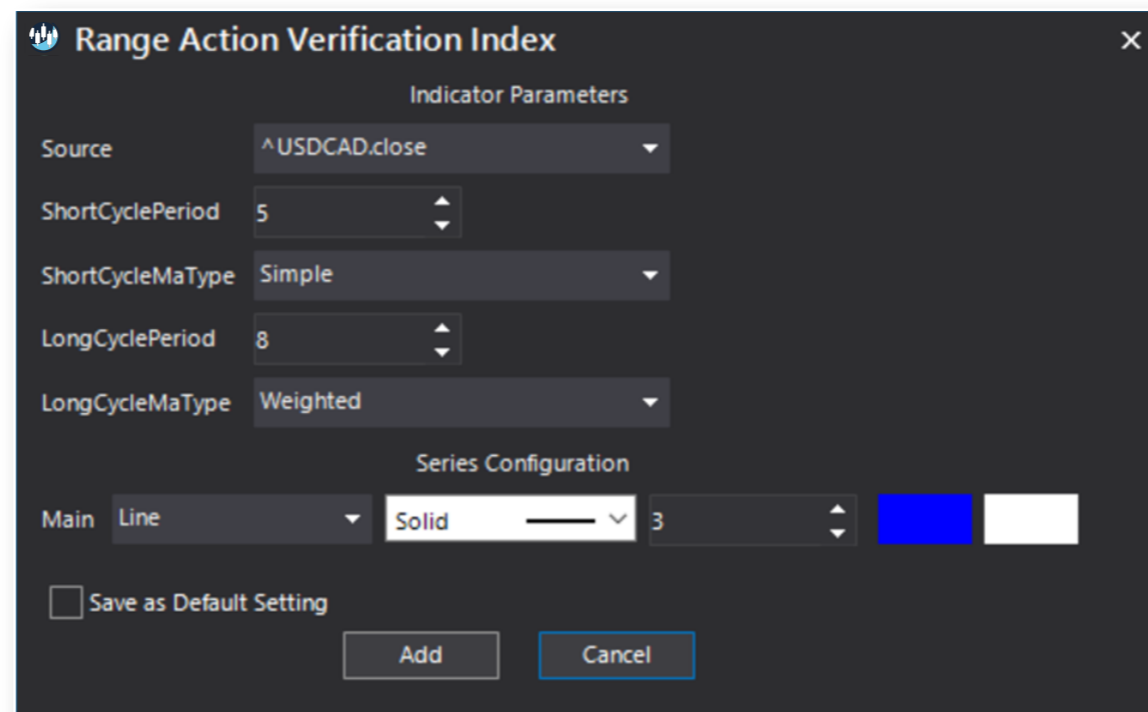 Range Action Verification Index
Indicator Parameters
Source ^USDCAD.close
ShortCyclePeriod 5
ShortCycleMaType Simple
LongCyclePeriod 8
LongCycleMaType Weighted
Series Configuration
Main Line Solid 3
Save as Default Setting
Add Cancel